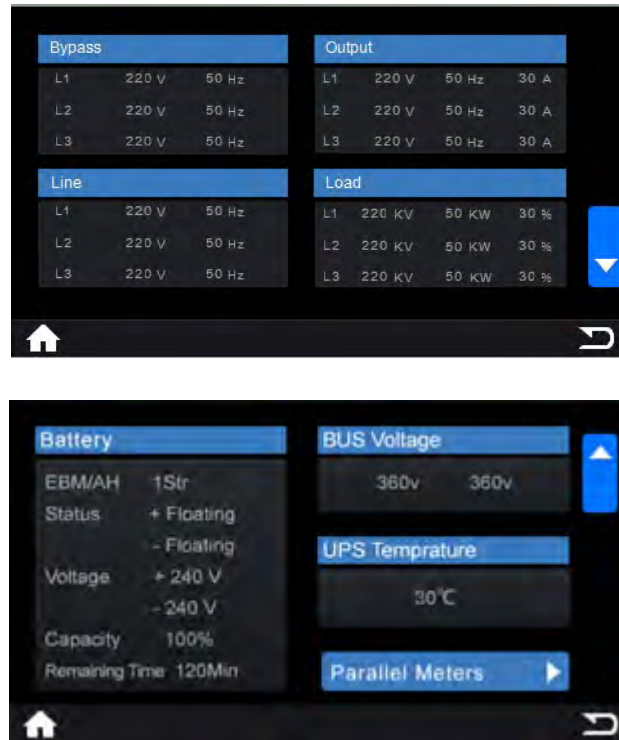 Bypass
L1 220 V 50 Hz
L2 220 V 50 Hz
L3 220 V 50 Hz
Output
L1 220 V 50 Hz 30 A
L2 220 V 50 Hz 30 A
L3 220 V 50 Hz 30 A
Line
L1 220 V 50 Hz
L2 220 V 50 Hz
L3 220 V 50 Hz
Load
L1 220 KV 50 KW 30 %
L2 220 KV 50 KW 30 %
L3 220 KV 50 KW 30 %
Battery
EBM/AH 1Str
Status + Floating
- Floating
Voltage + 240 V
- 240 V
Capacity 100%
Remaining Time 120Min
BUS Voltage
360v 360v
UPS Temprature
30℃
Parallel Meters